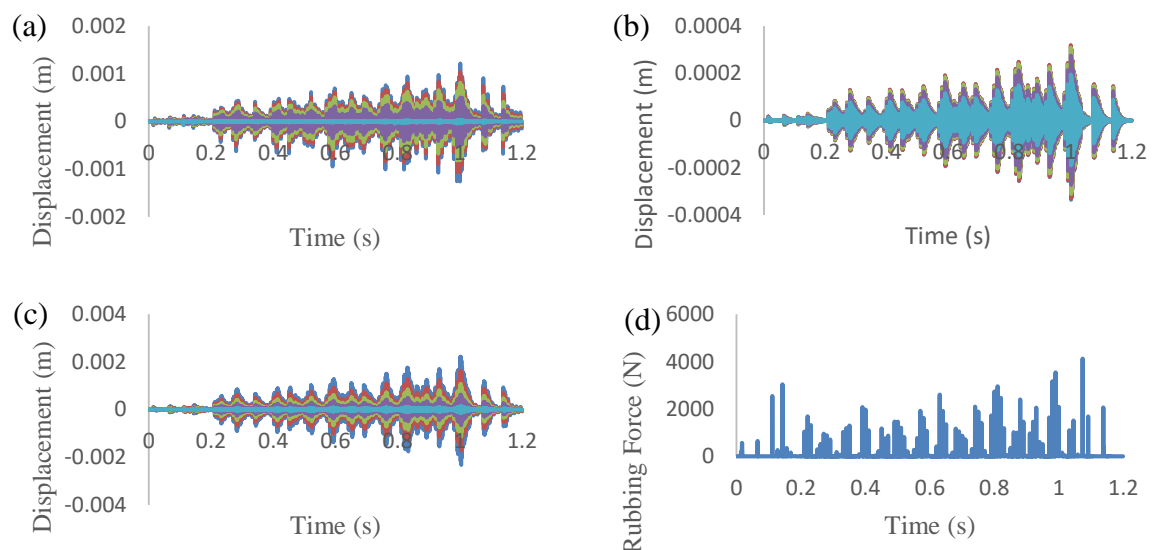 (a)
Displacement (m)
0.002
0.001
0
-0.001
-0.002
0 0.2 0.4 0.6 0.8 1 1.2
Time (s)
(b)
Displacement (m)
0.0004
0.0002
0
-0.0002
-0.0004
0 0.2 0.4 0.6 0.8 1 1.2
Time (s)
(c)
Displacement (m)
0.004
0.002
0
-0.002
-0.004
0 0.2 0.4 0.6 0.8 1 1.2
Time (s)
(d)
Rubbing Force (N)
6000
4000
2000
0
0 0.2 0.4 0.6 0.8 1 1.2
Time (s)